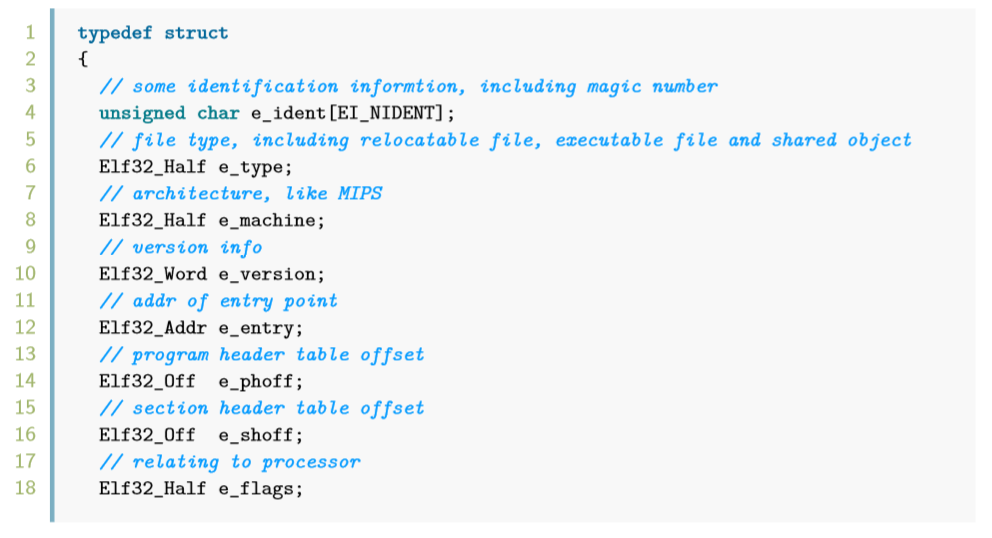 1 typedef struct
2 {
3 // some identification informtion, including magic number
4 unsigned char e_ident[EI_NIDENT];
5 // file type, including relocatable file, executable file and shared object
6 Elf32_Half e_type;
7 // architecture, like MIPS
8 Elf32_Half e_machine;
9 // version info
10 Elf32_Word e_version;
11 // addr of entry point
12 Elf32_Addr e_entry;
13 // program header table offset
14 Elf32_Off  e_phoff;
15 // section header table offset
16 Elf32_Off  e_shoff;
17 // relating to processor
18 Elf32_Half e_flags;